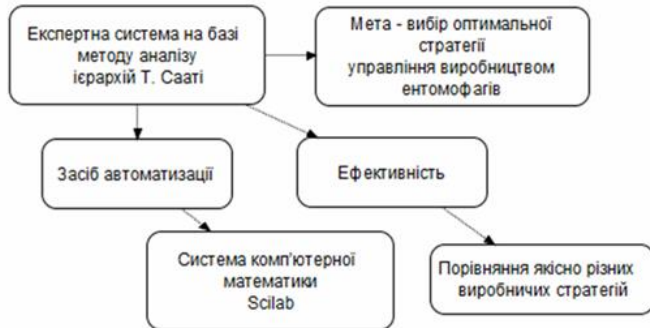 Експертна система на базі
методу аналізу
ієрархій Т. Сааті
Мета - вибір оптимальної
стратегії
управління виробництвом
ентомофагів
Засіб автоматизації
Ефективність
Система комп'ютерної
математики
Scilab
Порівняння якісно різних
виробничих стратегій